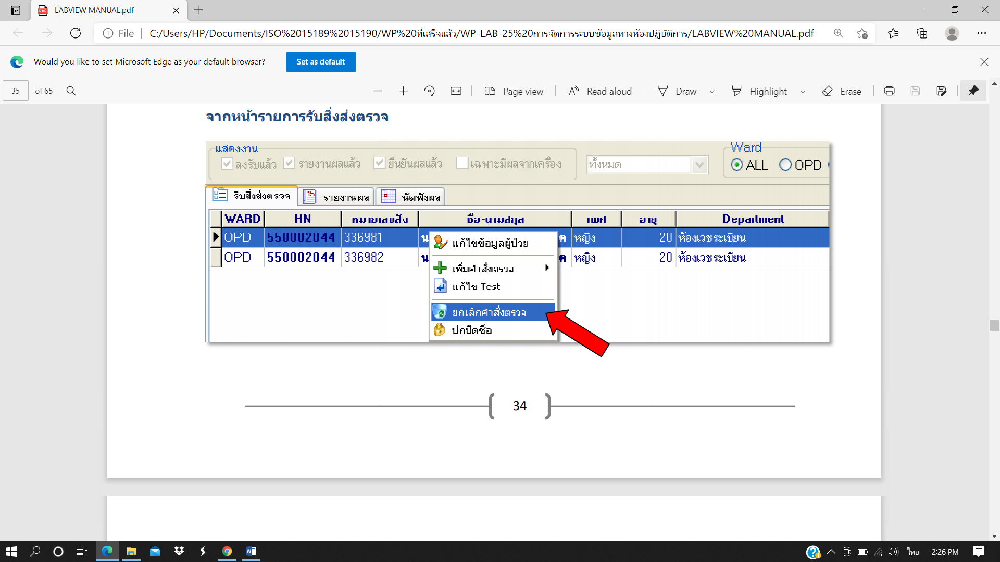 LABVIEW MANUAL.pdf
File
C:/Users/HP/Documents/ISO%2015189%2015190/WP%20ที่เสร็จแล้ว/WP-LAB-25%20การจัดการระบบข้อมูลทางห้องปฏิบัติการ/LABVIEW%20MANUAL.pdf
Would you like to set Microsoft Edge as your default browser?
Set as default
35 of 65
Page view
Read aloud
Draw
Highlight
Erase
จากหน้ารายการรับสิ่งส่งตรวจ
แสดงงาน
ลงรับแล้ว รายงานผลแล้ว ยืนยันผลแล้ว เฉพาะมีผลจากเครื่อง
ทั้งหมด
Ward
ALL OPD
รับสิ่งส่งตรวจ
15 รายงานผล
นัดฟังผล
WARD HN หมายเลขสั่ง ชื่อ-นามสกุล เพศ อายุ Department
OPD 550002044 336981 น ด หญิง 20 ห้องเวชระเบียน
OPD 550002044 336982 น ด หญิง 20 ห้องเวชระเบียน
แก้ไขข้อมูลผู้ป่วย
เพิ่มคำสั่งตรวจ
แก้ไข Test
ยกเลิกคำสั่งตรวจ
ปกปิดชื่อ
34
ไทย
2:26 PM